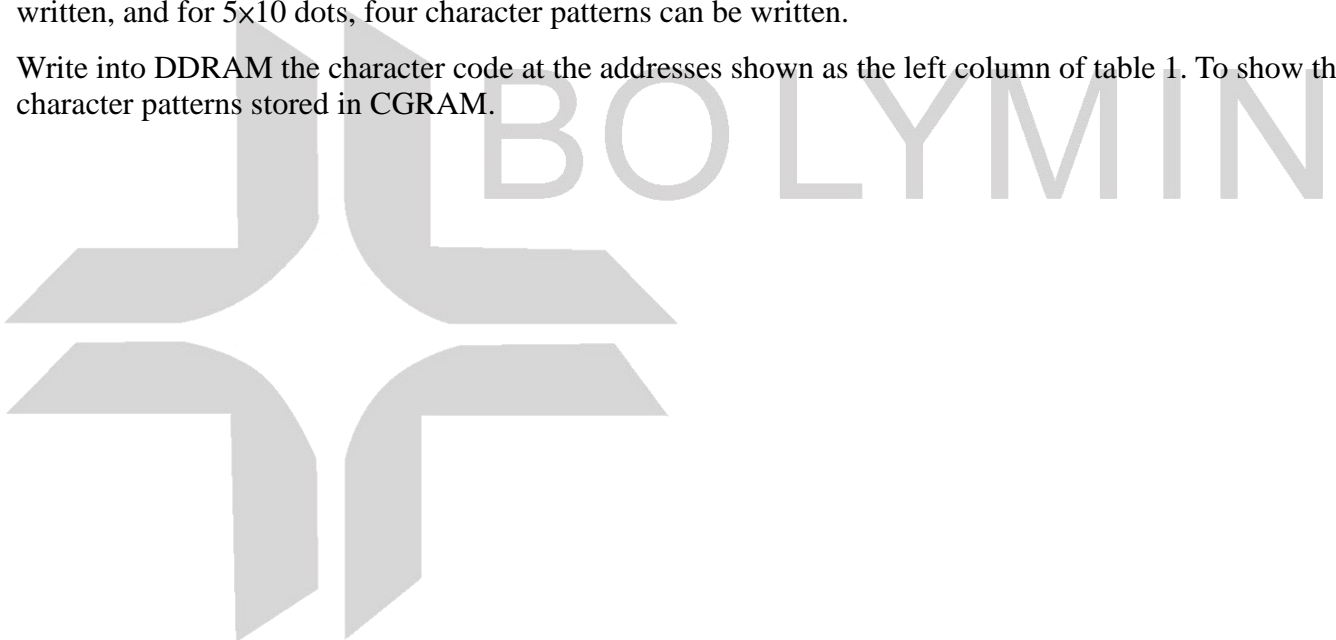 written, and for 5×10 dots, four character patterns can be written.
Write into DDRAM the character code at the addresses shown as the left column of table 1. To show th
character patterns stored in CGRAM.
BOLYMIN